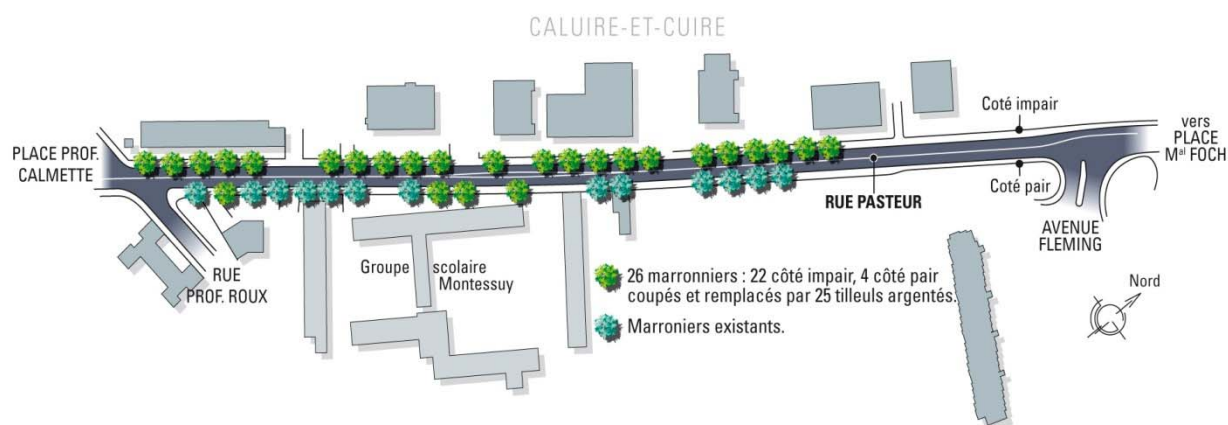 CALUIRE-ET-CUIRE
PLACE PROF.
CALMETTE
Coté impair
vers
PLACE
Mal FOCH
Coté pair
RUE PASTEUR
AVENUE
FLEMING
RUE
PROF. ROUX
Groupe scolaire
Montessuy
26 marronniers : 22 côté impair, 4 côté pair
coupés et remplacés par 25 tilleuls argentés.
Marroniers existants.
Nord